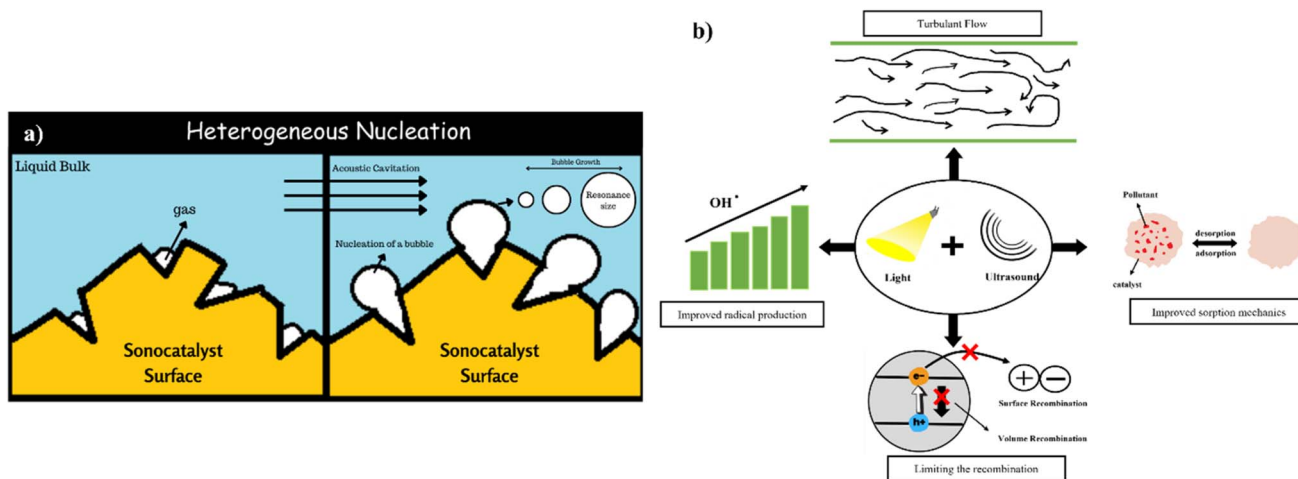 a)
Heterogeneous Nucleation
Liquid Bulk
gas
Sonocatalyst
Surface
Acoustic Cavitation
Bubble Growth
Resonance
size
Nucleation of a bubble
Sonocatalyst
Surface
b)
Turbulant Flow
OH•
Improved radical production
Light
+
Ultrasound
Pollutant
desorption
adsorption
catalyst
Improved sorption mechanics
e−
h+
+ −
Surface Recombination
Volume Recombination
Limiting the recombination